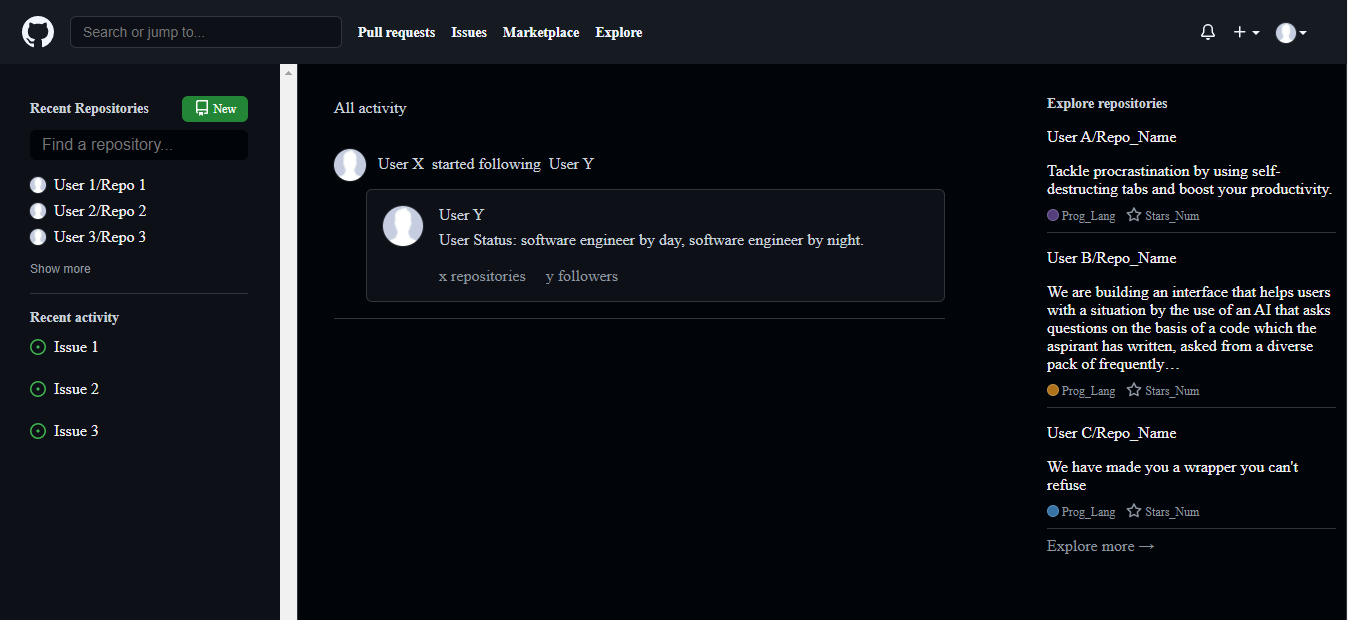 Search or jump to...
Pull requests Issues Marketplace Explore
Recent Repositories
New
Find a repository...
User 1/Repo 1
User 2/Repo 2
User 3/Repo 3
Show more
Recent activity
Issue 1
Issue 2
Issue 3
All activity
User X started following User Y
User Y
User Status: software engineer by day, software engineer by night.
x repositories y followers
Explore repositories
User A/Repo_Name
Tackle procrastination by using self-
destructing tabs and boost your productivity.
Prog_Lang Stars_Num
User B/Repo_Name
We are building an interface that helps users
with a situation by the use of an AI that asks
questions on the basis of a code which the
aspirant has written, asked from a diverse
pack of frequently…
Prog_Lang Stars_Num
User C/Repo_Name
We have made you a wrapper you can't
refuse
Prog_Lang Stars_Num
Explore more →